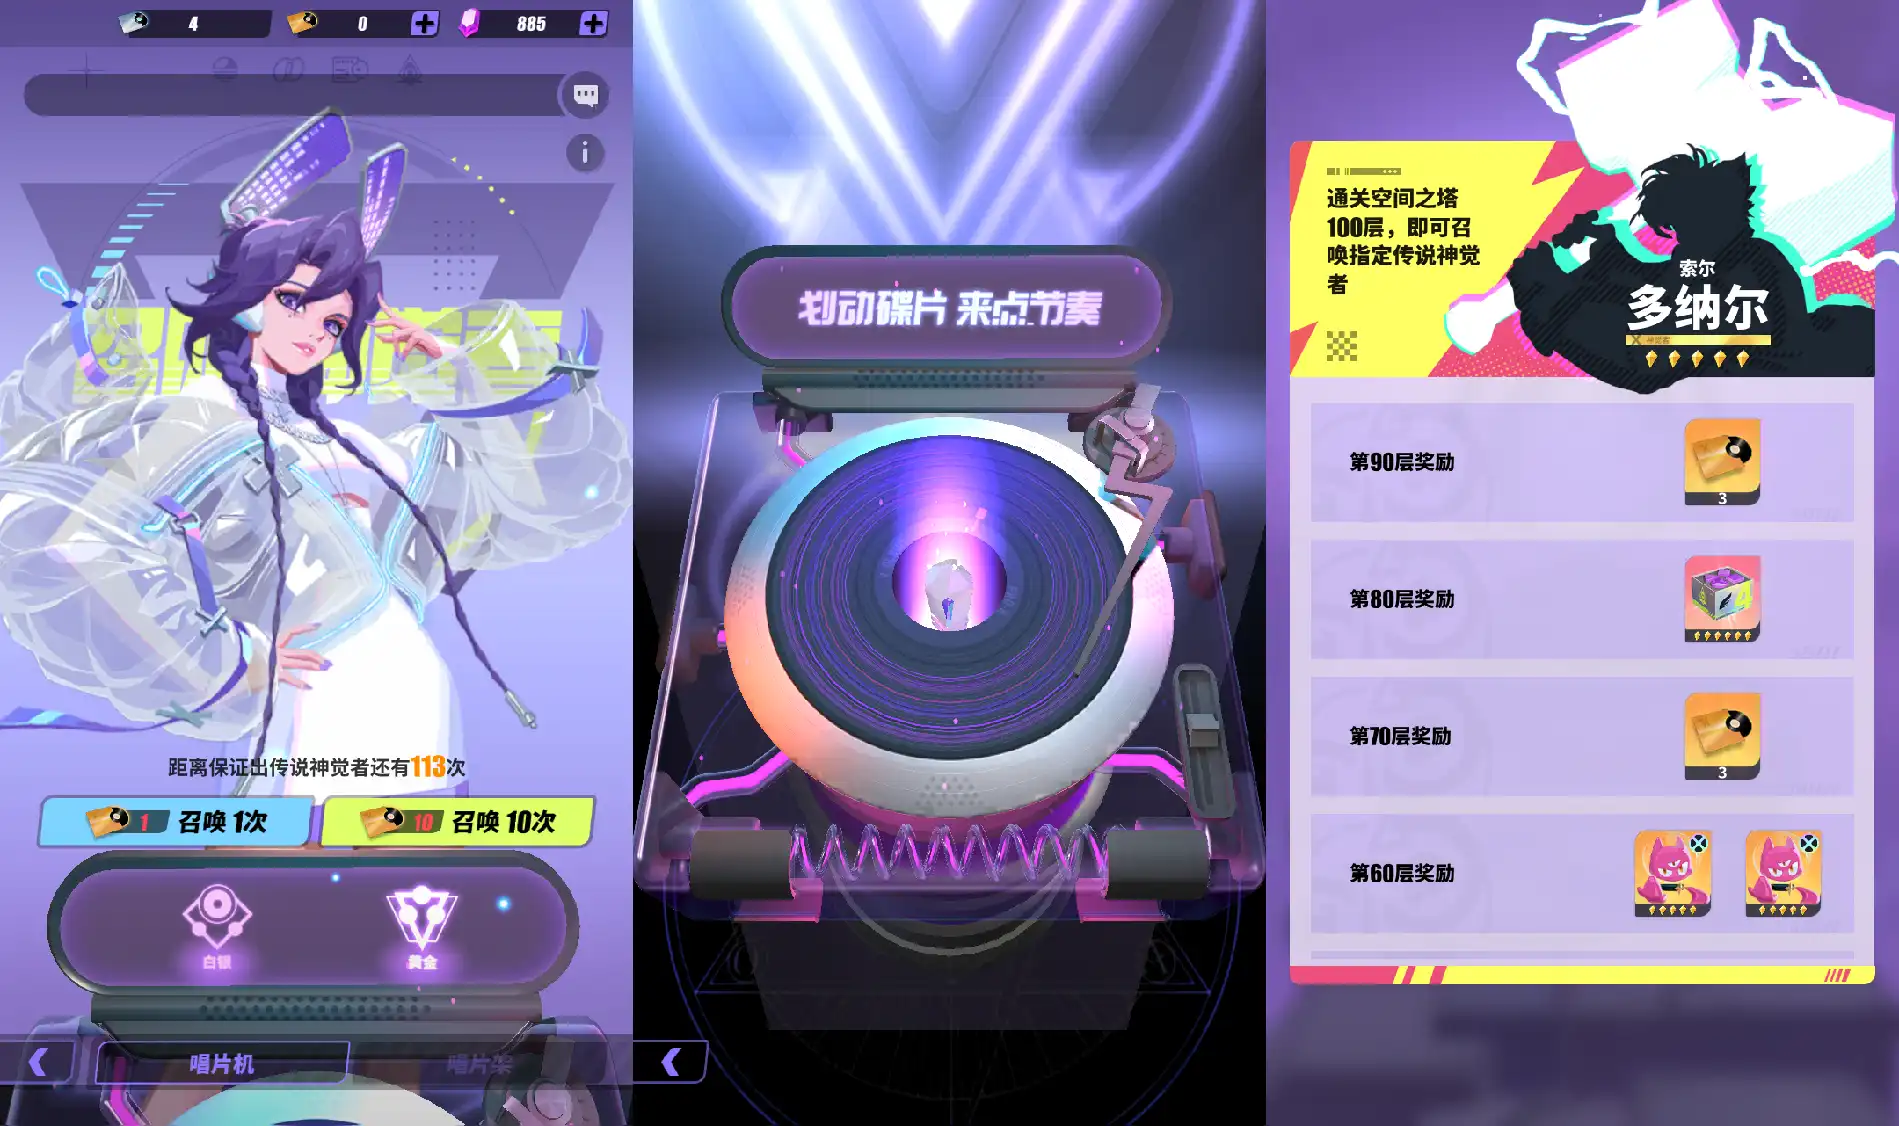 4
0
885
距离保证出传说神觉者还有113次
1 召唤 1次
10 召唤 10次
白银
黄金
唱片机
唱片架
划动碟片 来点节奏
通关空间之塔
100层，即可召
唤指定传说神觉
者
索尔
多纳尔
神觉者
第90层奖励
3
第80层奖励
4
第70层奖励
3
第60层奖励